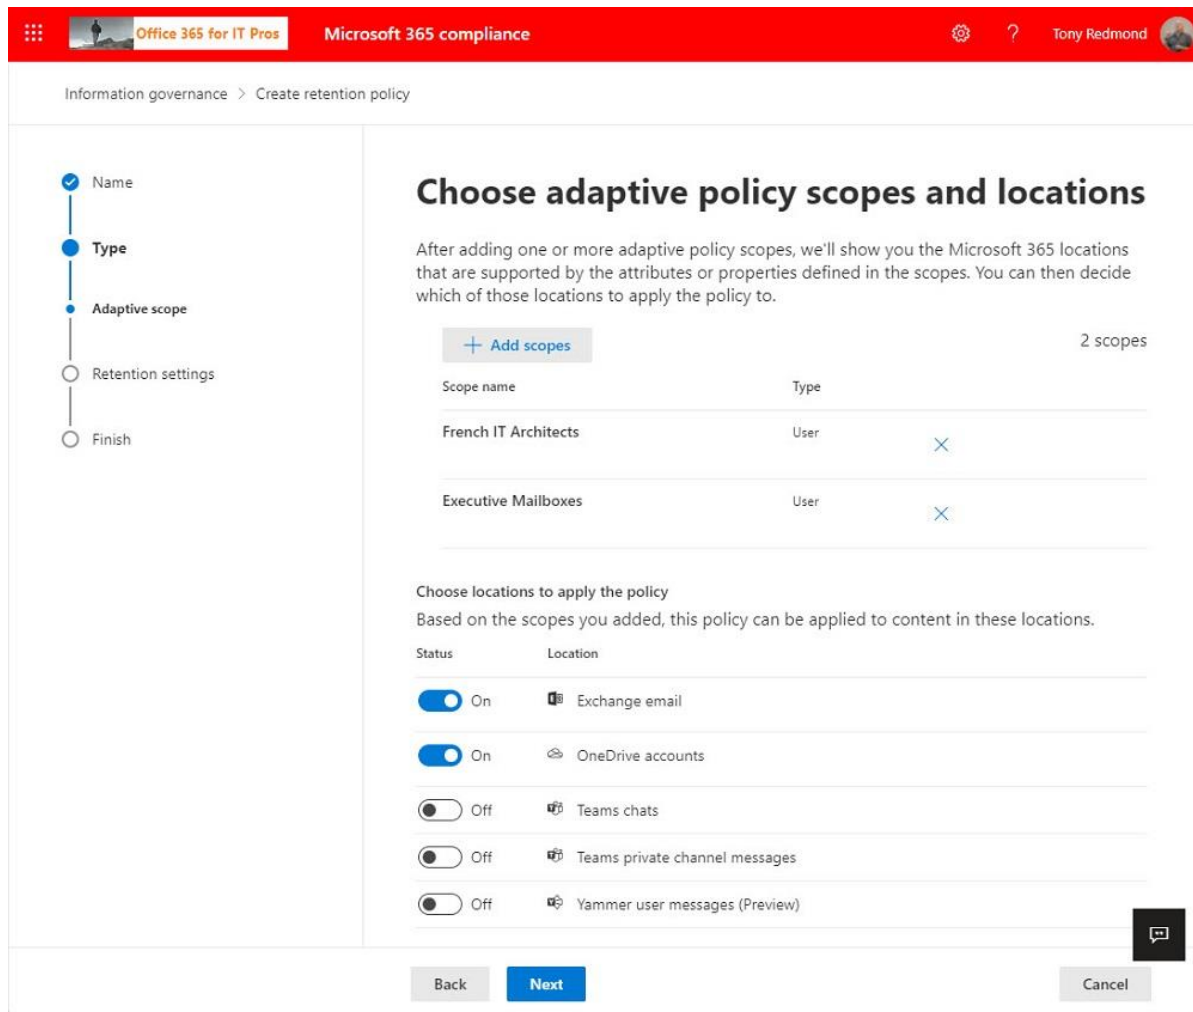 Office 365 for IT Pros
Microsoft 365 compliance
?
Tony Redmond
Information governance > Create retention policy
Name
Type
Adaptive scope
Retention settings
Finish
Choose adaptive policy scopes and locations
After adding one or more adaptive policy scopes, we'll show you the Microsoft 365 locations
that are supported by the attributes or properties defined in the scopes. You can then decide
which of those locations to apply the policy to.
+ Add scopes
2 scopes
Scope name Type
French IT Architects User
Executive Mailboxes User
Choose locations to apply the policy
Based on the scopes you added, this policy can be applied to content in these locations.
Status Location
On Exchange email
On OneDrive accounts
Off Teams chats
Off Teams private channel messages
Off Yammer user messages (Preview)
Back Next Cancel